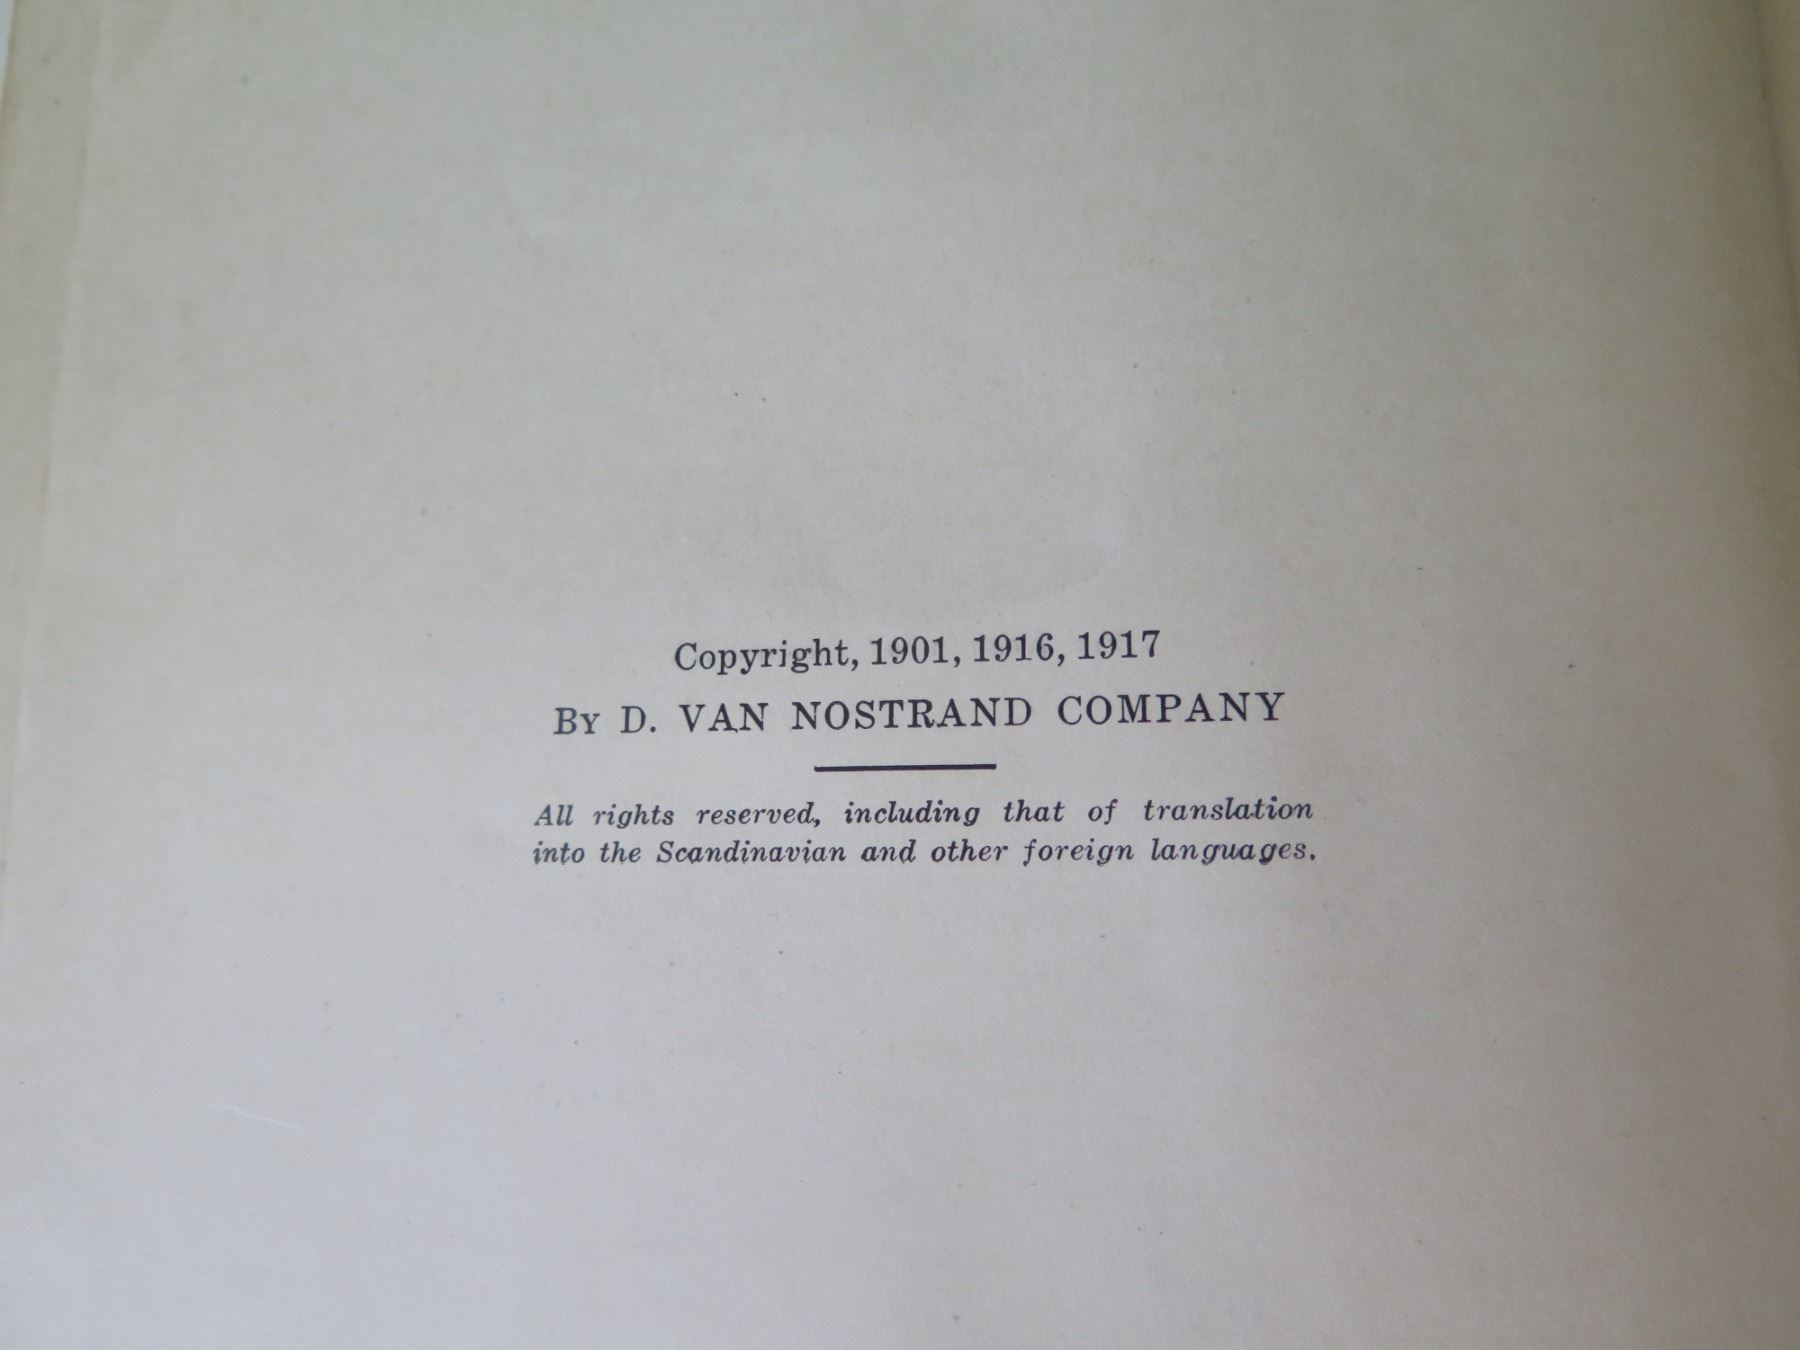 Copyright, 1901, 1916, 1917
By D. VAN NOSTRAND COMPANY
All rights reserved, including that of translation
into the Scandinavian and other foreign languages.